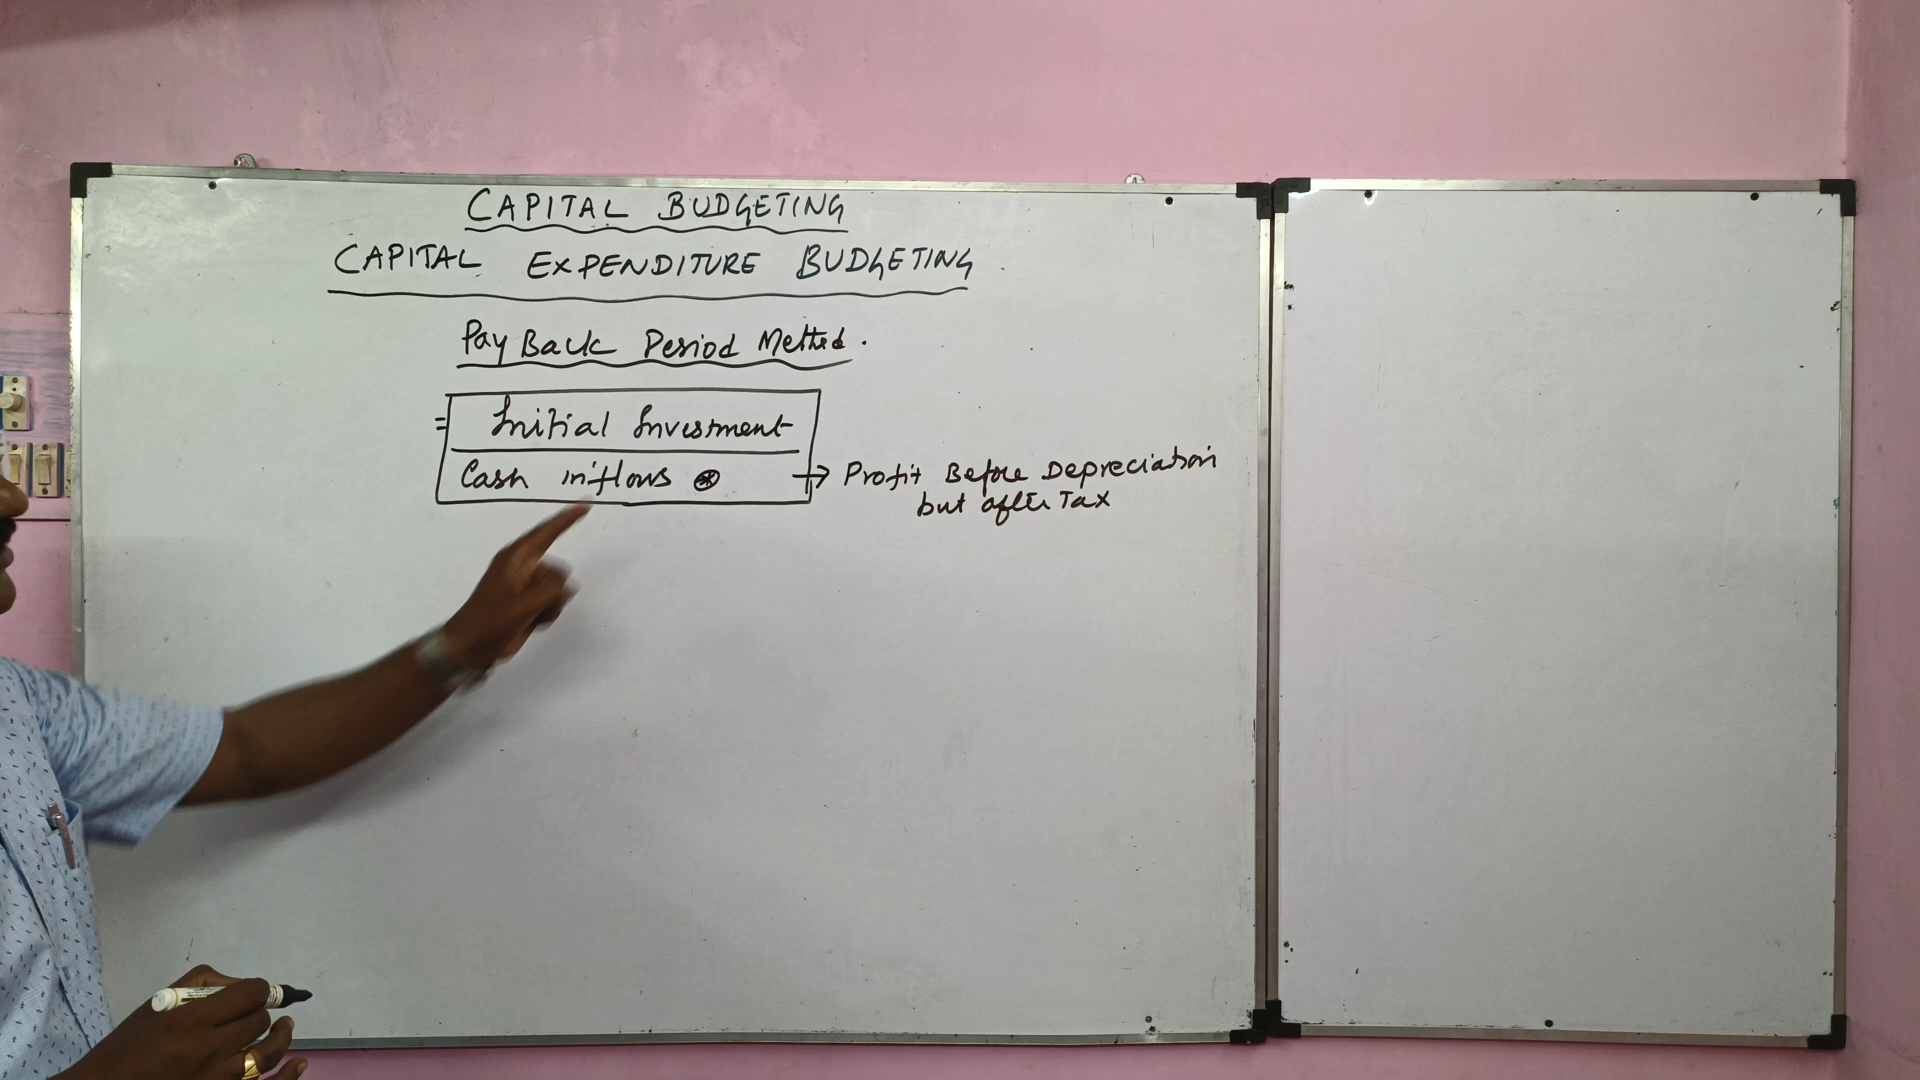 CAPITAL BUDGETING
CAPITAL EXPENDITURE BUDGETING
Pay Back Period Method.
= Initial Investment
Cash inflows → Profit Before Depreciation
but after Tax